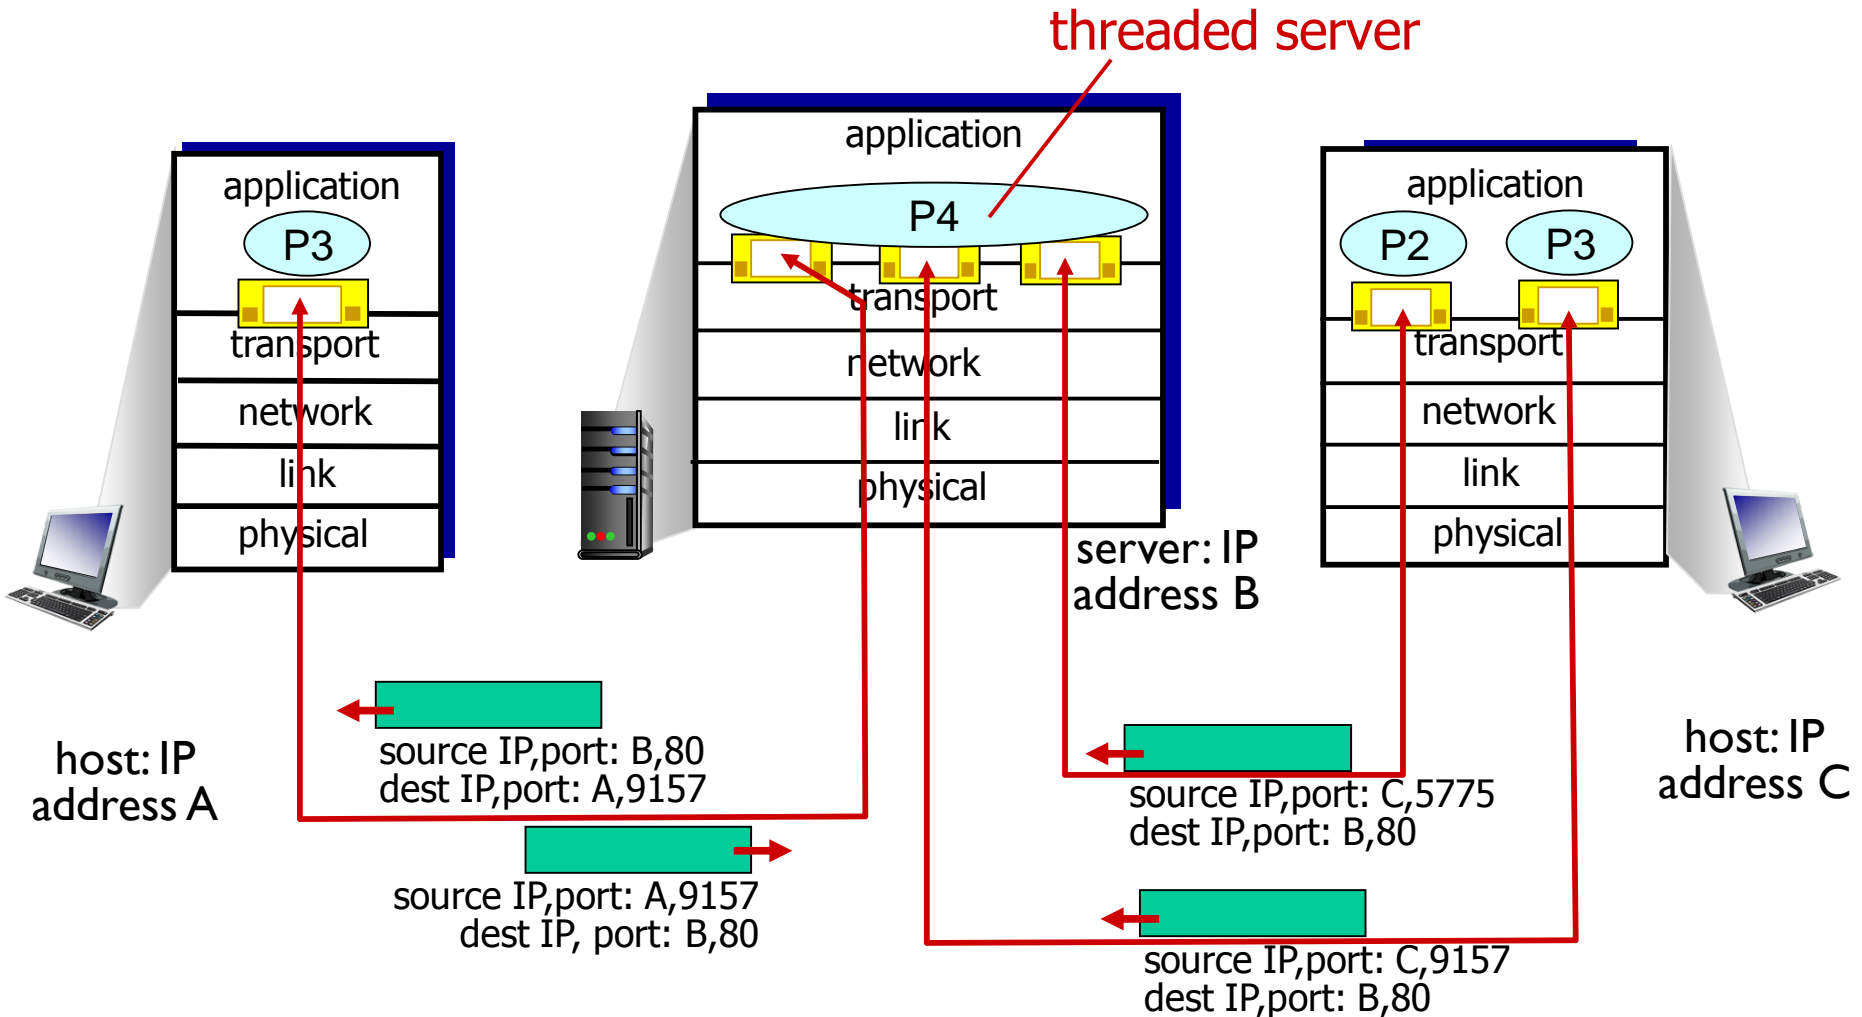 threaded server
application
P3
transport
network
link
physical
application
P4
transport
network
link
physical
application
P2
P3
transport
network
link
physical
server: IP
address B
host: IP
address A
source IP,port: B,80
dest IP,port: A,9157
source IP,port: A,9157
dest IP, port: B,80
source IP,port: C,5775
dest IP,port: B,80
source IP,port: C,9157
dest IP,port: B,80
host: IP
address C